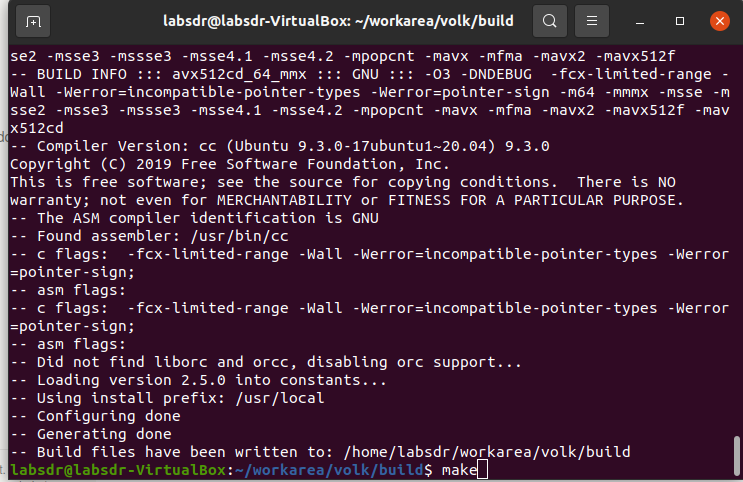 labsdr@labsdr-VirtualBox: ~/workarea/volk/build
se2 -msse3 -mssse3 -msse4.1 -msse4.2 -mpopcnt -mavx -mfma -mavx2 -mavx512f
-- BUILD INFO ::: avx512cd_64_mmx ::: GNU ::: -O3 -DNDEBUG  -fcx-limited-range -
Wall -Werror=incompatible-pointer-types -Werror=pointer-sign -m64 -mmmx -msse -m
sse2 -msse3 -mssse3 -msse4.1 -msse4.2 -mpopcnt -mavx -mfma -mavx2 -mavx512f -mav
x512cd
-- Compiler Version: cc (Ubuntu 9.3.0-17ubuntu1~20.04) 9.3.0
Copyright (C) 2019 Free Software Foundation, Inc.
This is free software; see the source for copying conditions.  There is NO
warranty; not even for MERCHANTABILITY or FITNESS FOR A PARTICULAR PURPOSE.
-- The ASM compiler identification is GNU
-- Found assembler: /usr/bin/cc
-- c flags:  -fcx-limited-range -Wall -Werror=incompatible-pointer-types -Werror
=pointer-sign;
-- asm flags:
-- c flags:  -fcx-limited-range -Wall -Werror=incompatible-pointer-types -Werror
=pointer-sign;
-- asm flags:
-- Did not find liborc and orcc, disabling orc support...
-- Loading version 2.5.0 into constants...
-- Using install prefix: /usr/local
-- Configuring done
-- Generating done
-- Build files have been written to: /home/labsdr/workarea/volk/build
labsdr@labsdr-VirtualBox:~/workarea/volk/build$ make